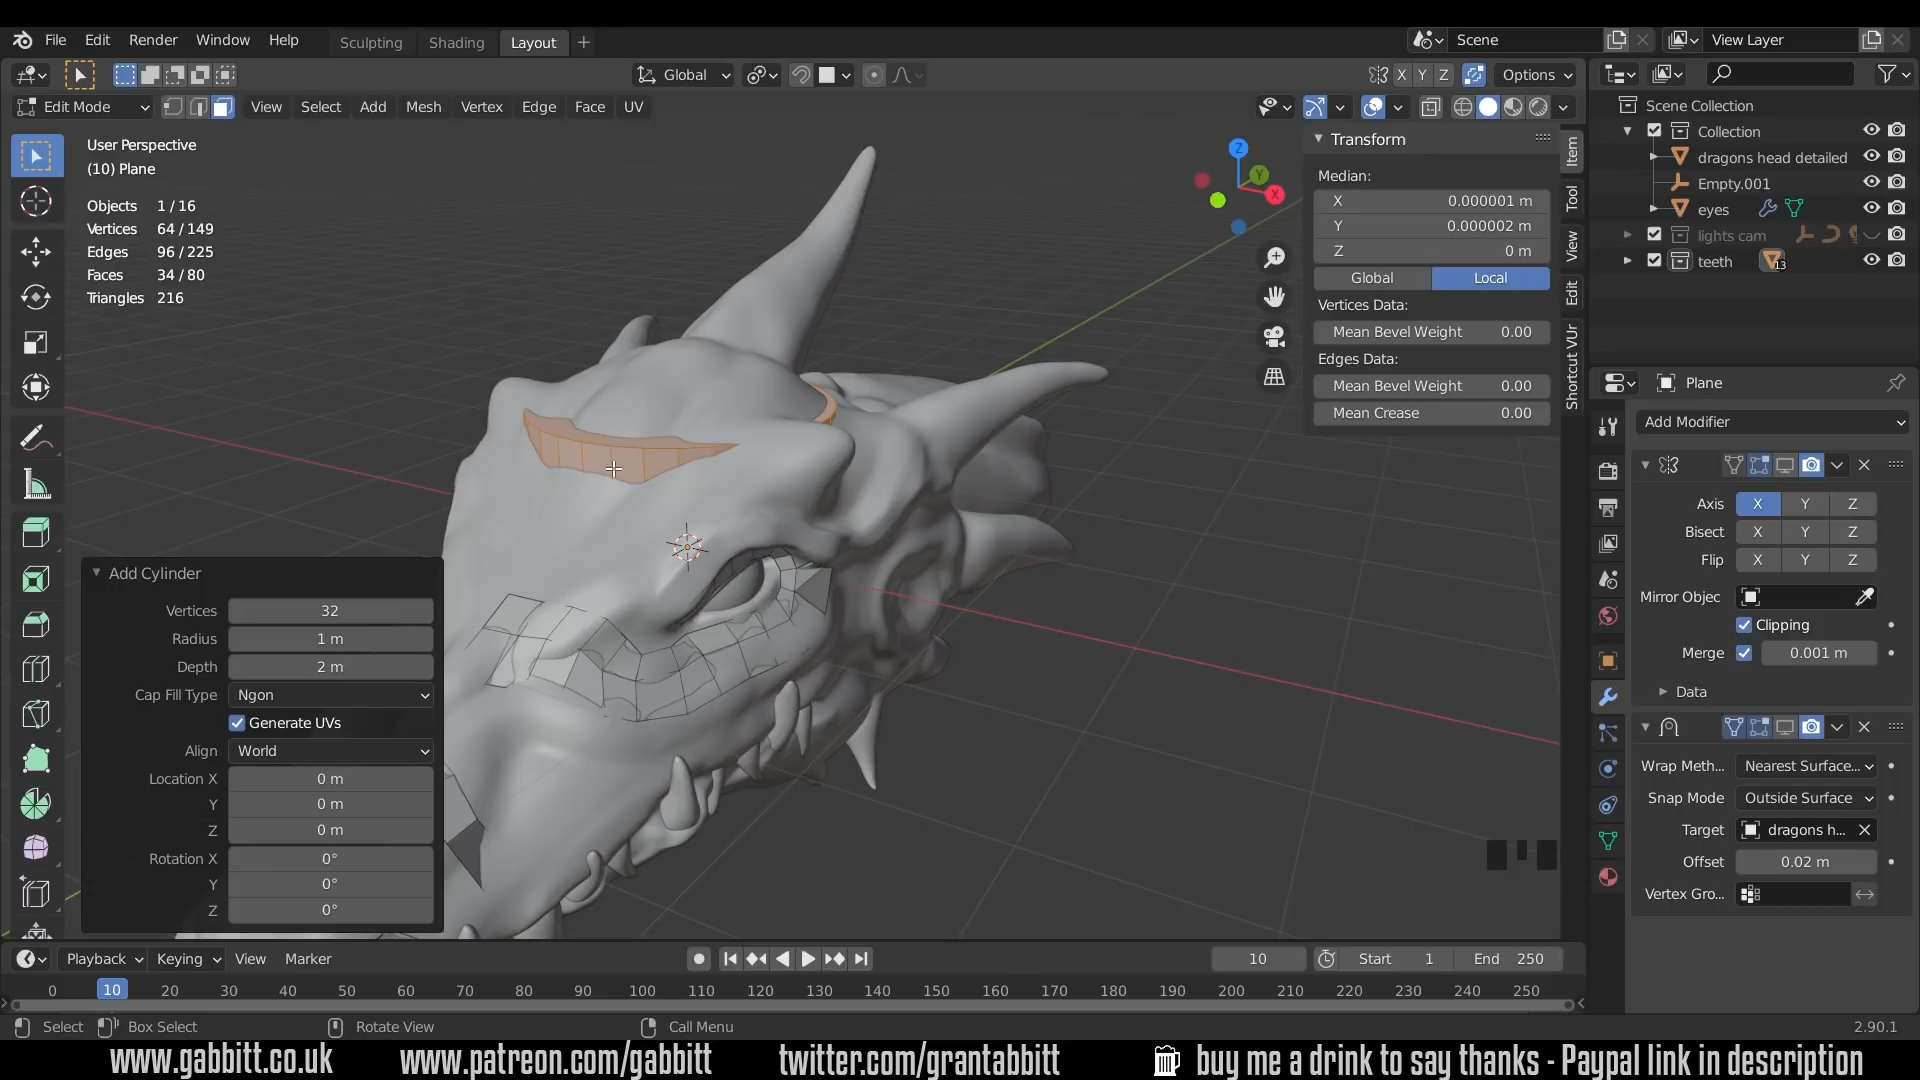 File Edit Render Window Help Sculpting Shading Layout + Scene View Layer
Global X Y Z Options
Edit Mode View Select Add Mesh Vertex Edge Face UV
User Perspective
(10) Plane
Objects 1 / 16
Vertices 64 / 149
Edges 96 / 225
Faces 34 / 80
Triangles 216
Z
Y
X
Transform
Median:
X 0.000001 m
Y 0.000002 m
Z 0 m
Global Local
Vertices Data:
Mean Bevel Weight 0.00
Edges Data:
Mean Bevel Weight 0.00
Mean Crease 0.00
Item
Tool
View
Edit
Shortcut VUr
Scene Collection
Collection
dragons head detailed
Empty.001
eyes
lights cam
teeth 13
Plane
Add Modifier
Axis X Y Z
Bisect X Y Z
Flip X Y Z
Mirror Objec
Clipping
Merge 0.001 m
Data
Wrap Meth... Nearest Surface...
Snap Mode Outside Surface
Target dragons h...
Offset 0.02 m
Vertex Gro...
Add Cylinder
Vertices 32
Radius 1 m
Depth 2 m
Cap Fill Type Ngon
Generate UVs
Align World
Location X 0 m
Y 0 m
Z 0 m
Rotation X 0°
Y 0°
Z 0°
Playback Keying View Marker 10 Start 1 End 250
0 10 20 30 40 50 60 70 80 90 100 110 120 130 140 150 160 170 180 190 200 210 220 230 240 250
Select Box Select Rotate View Call Menu 2.90.1
www.gabbitt.co.uk www.patreon.com/gabbitt twitter.com/grantabbitt buy me a drink to say thanks - Paypal link in description